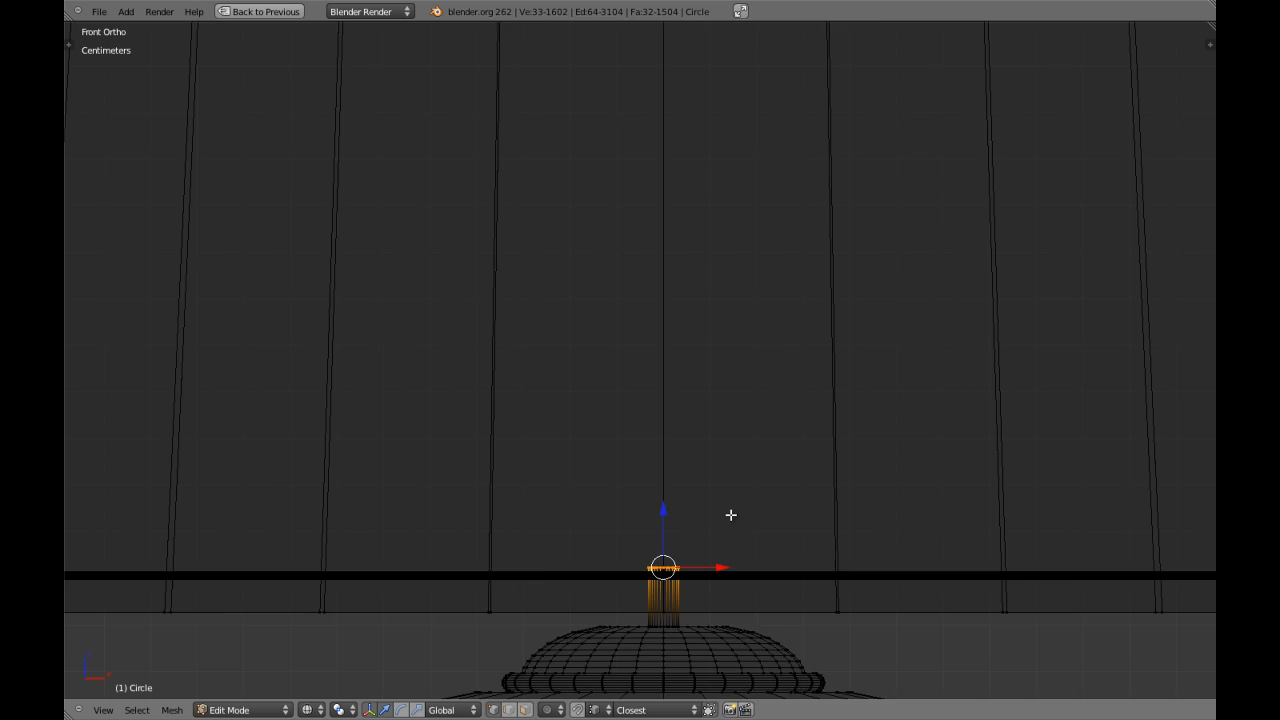 File Add Render Help Back to Previous Blender Render blender.org 262 | Ve:33-1602 | Ed:64-3104 | Fa:32-1504 | Circle
Front Ortho
Centimeters
(1) Circle
View Select Mesh Edit Mode Global Closest